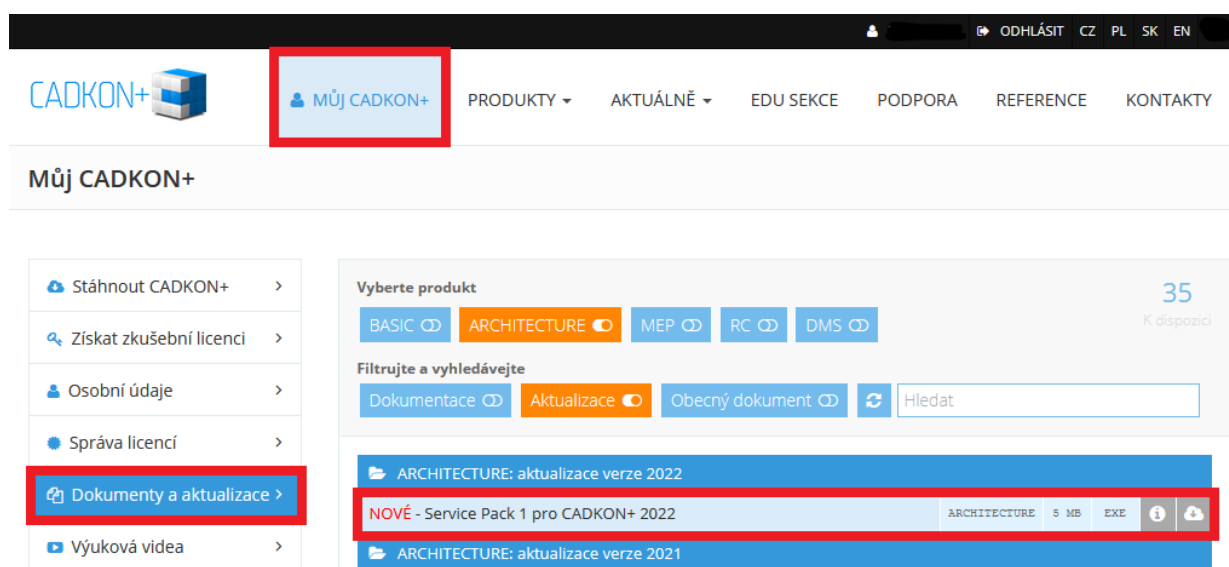 ODHLÁSIT CZ PL SK EN
CADKON+ MŮJ CADKON+ PRODUKTY AKTUÁLNĚ EDU SEKCE PODPORA REFERENCE KONTAKTY
Můj CADKON+
Stáhnout CADKON+
Získat zkušební licenci
Osobní údaje
Správa licencí
Dokumenty a aktualizace
Výuková videa
Vyberte produkt
35
K dispozici
BASIC ARCHITECTURE MEP RC DMS
Filtrujte a vyhledávejte
Dokumentace Aktualizace Obecný dokument Hledat
ARCHITECTURE: aktualizace verze 2022
NOVÉ - Service Pack 1 pro CADKON+ 2022 ARCHITECTURE 5 MB EXE
ARCHITECTURE: aktualizace verze 2021